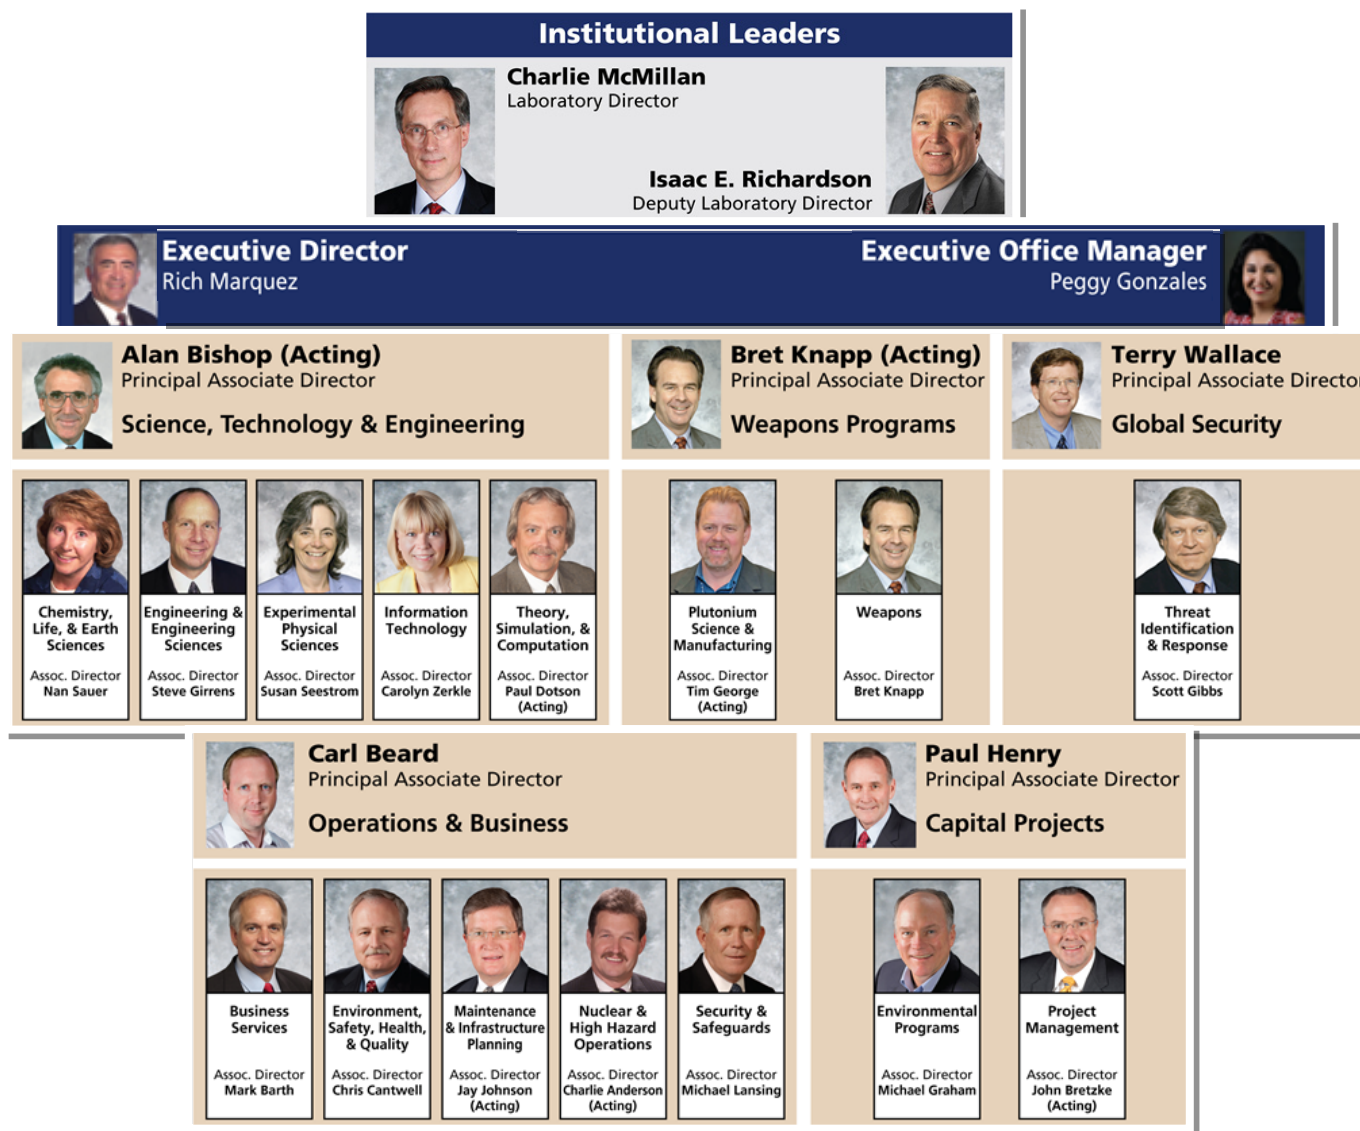 Institutional Leaders
Charlie McMillan
Laboratory Director
Isaac E. Richardson
Deputy Laboratory Director
Executive Director
Rich Marquez
Executive Office Manager
Peggy Gonzales
Alan Bishop (Acting)
Principal Associate Director
Science, Technology & Engineering
Bret Knapp (Acting)
Principal Associate Director
Weapons Programs
Terry Wallace
Principal Associate Director
Global Security
Chemistry,
Life, & Earth
Sciences
Assoc. Director
Nan Sauer
Engineering &
Engineering
Sciences
Assoc. Director
Steve Girrens
Experimental
Physical
Sciences
Assoc. Director
Susan Seestrom
Information
Technology
Assoc. Director
Carolyn Zerkle
Theory,
Simulation, &
Computation
Assoc. Director
Paul Dotson
(Acting)
Plutonium
Science &
Manufacturing
Assoc. Director
Tim George
(Acting)
Weapons
Assoc. Director
Bret Knapp
Threat
Identification
& Response
Assoc. Director
Scott Gibbs
Carl Beard
Principal Associate Director
Operations & Business
Paul Henry
Principal Associate Director
Capital Projects
Business
Services
Assoc. Director
Mark Barth
Environment,
Safety, Health,
& Quality
Assoc. Director
Chris Cantwell
Maintenance
& Infrastructure
Planning
Assoc. Director
Jay Johnson
(Acting)
Nuclear &
High Hazard
Operations
Assoc. Director
Charlie Anderson
(Acting)
Security &
Safeguards
Assoc. Director
Michael Lansing
Environmental
Programs
Assoc. Director
Michael Graham
Project
Management
Assoc. Director
John Bretzke
(Acting)